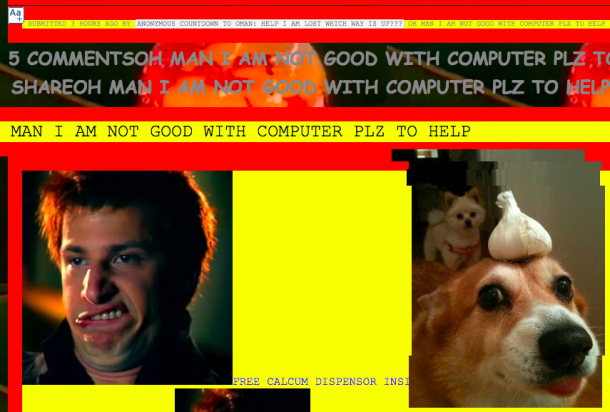 Aa
SUBMITTED 3 HOURS AGO BY ANONYMOUS COUNTDOWN TO OMAN: HELP I AM LOST WHICH WAY IS UP??? OH MAN I AM NOT GOOD WITH COMPUTER PLZ TO HELP
5 COMMENTSOH MAN I AM NOT GOOD WITH COMPUTER PLZ TO
SHAREOH MAN I AM NOT GOOD WITH COMPUTER PLZ TO HELP
MAN I AM NOT GOOD WITH COMPUTER PLZ TO HELP
FREE CALCUM DISPENSOR INSI